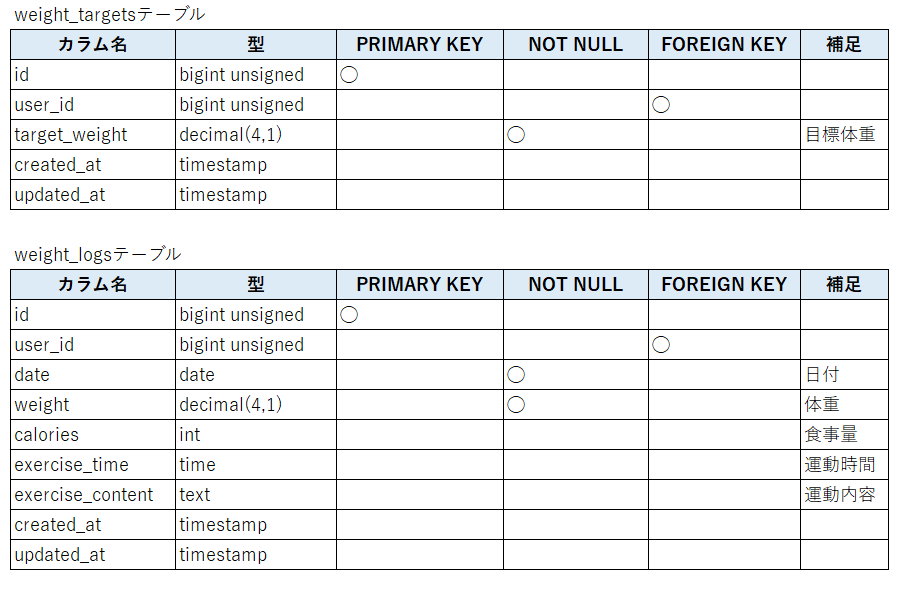 weight_targetsテーブル
カラム名 型 PRIMARY KEY NOT NULL FOREIGN KEY 補足
id bigint unsigned ○
user_id bigint unsigned ○
target_weight decimal(4,1) ○ 目標体重
created_at timestamp
updated_at timestamp
weight_logsテーブル
カラム名 型 PRIMARY KEY NOT NULL FOREIGN KEY 補足
id bigint unsigned ○
user_id bigint unsigned ○
date date ○ 日付
weight decimal(4,1) ○ 体重
calories int 食事量
exercise_time time 運動時間
exercise_content text 運動内容
created_at timestamp
updated_at timestamp